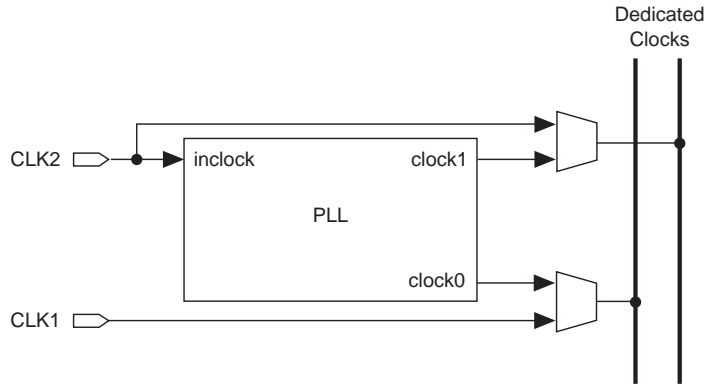 Dedicated
Clocks
CLK2
inclock
clock1
PLL
clock0
CLK1